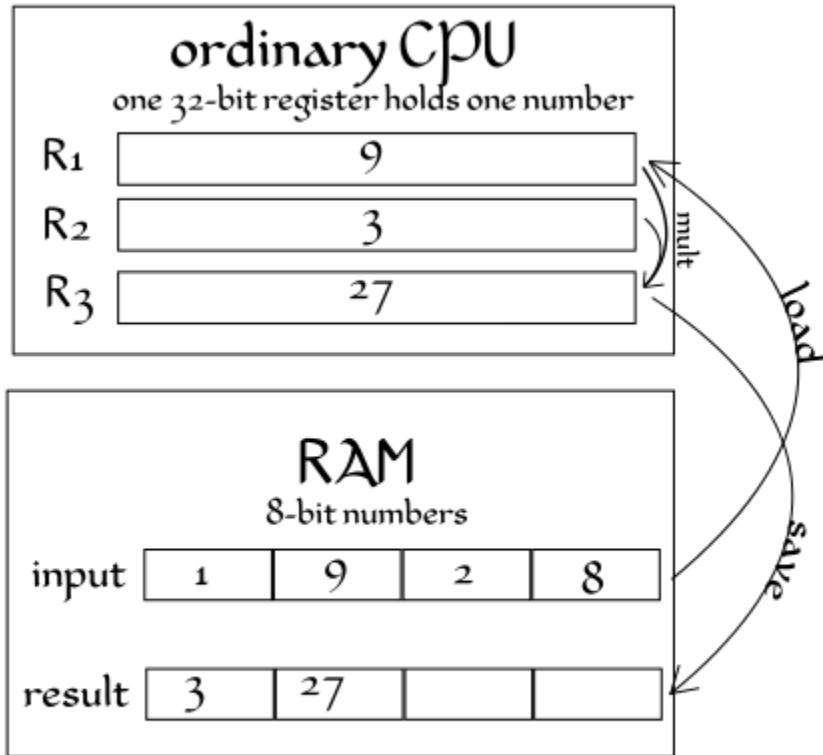 ordinary CPU
one 32-bit register holds one number
R1 9
R2 3
R3 27
mult
load
RAM
8-bit numbers
input 1 9 2 8
save
result 3 27